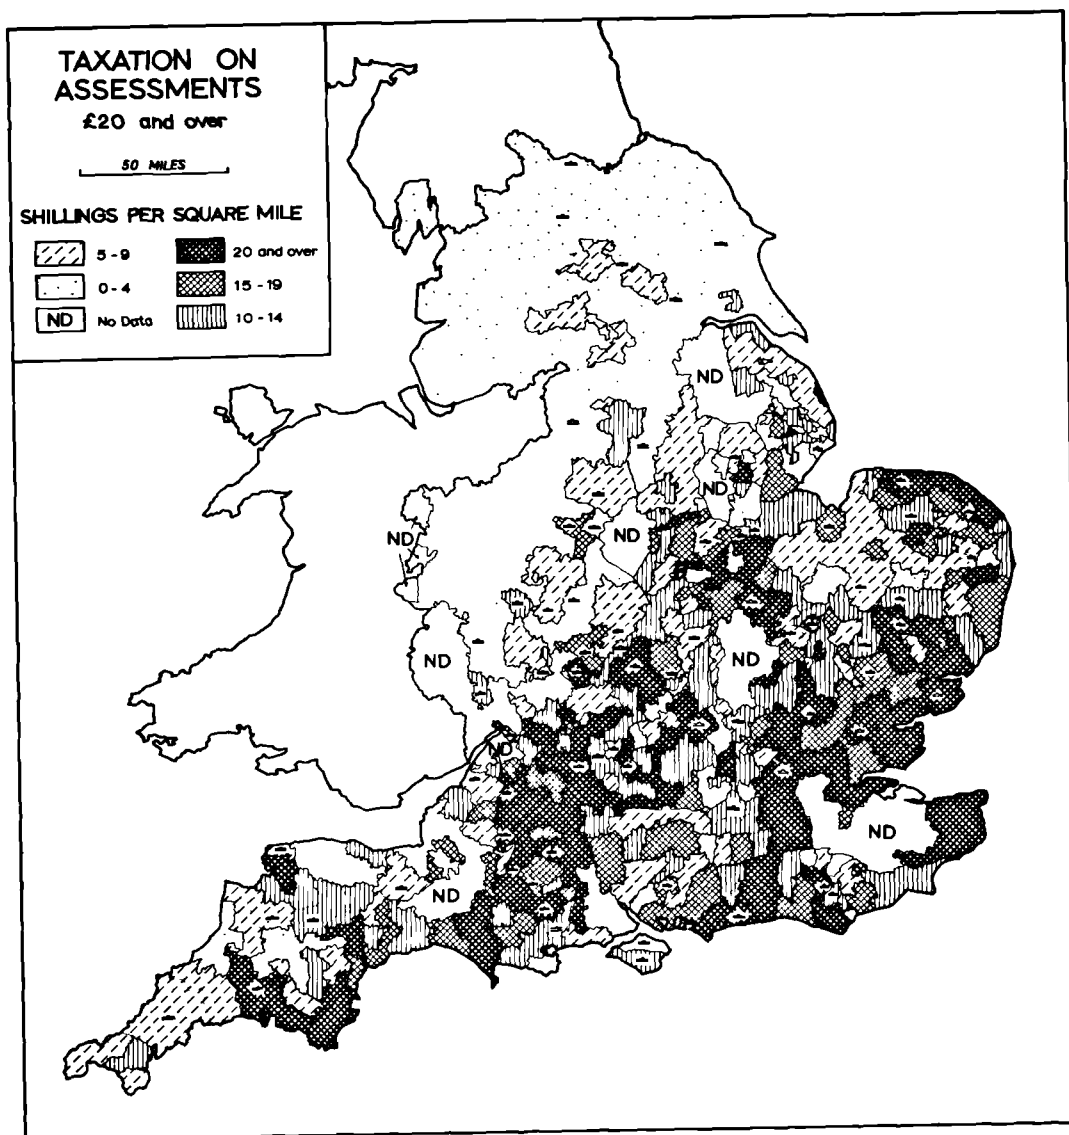 TAXATION ON
ASSESSMENTS
£20 and over
50 MILES
SHILLINGS PER SQUARE MILE
5-9
20 and over
0-4
15-19
ND
No Data
10-14
ND
ND
ND
ND
ND
ND
ND
ND
ND